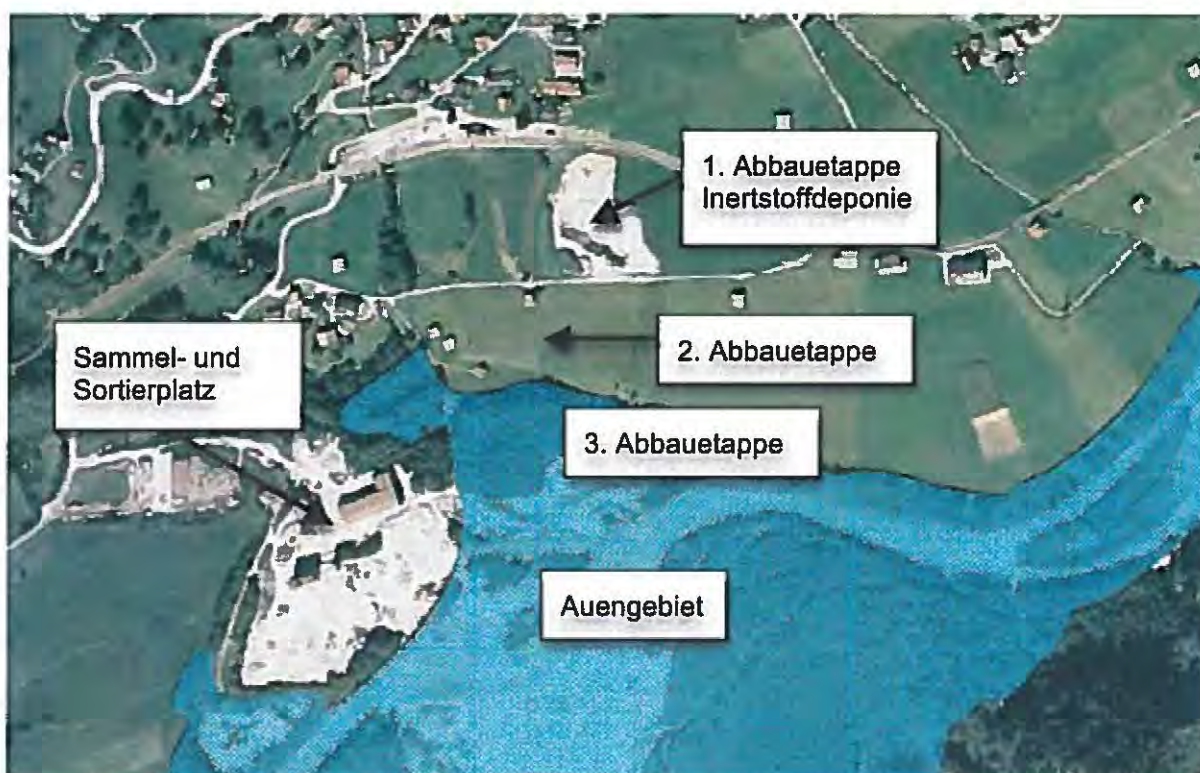 1. Abbauetappe
Inertstoffdeponie
2. Abbauetappe
Sammel- und
Sortierplatz
3. Abbauetappe
Auengebiet